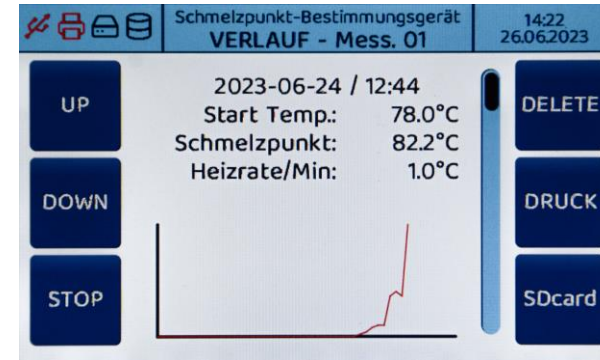 Schmelzpunkt-Bestimmungsgerät
VERLAUF - Mess. 01
14:22
26.06.2023
UP
DOWN
STOP
2023-06-24 / 12:44
Start Temp.: 78.0°C
Schmelzpunkt: 82.2°C
Heizrate/Min: 1.0°C
DELETE
DRUCK
SDcard